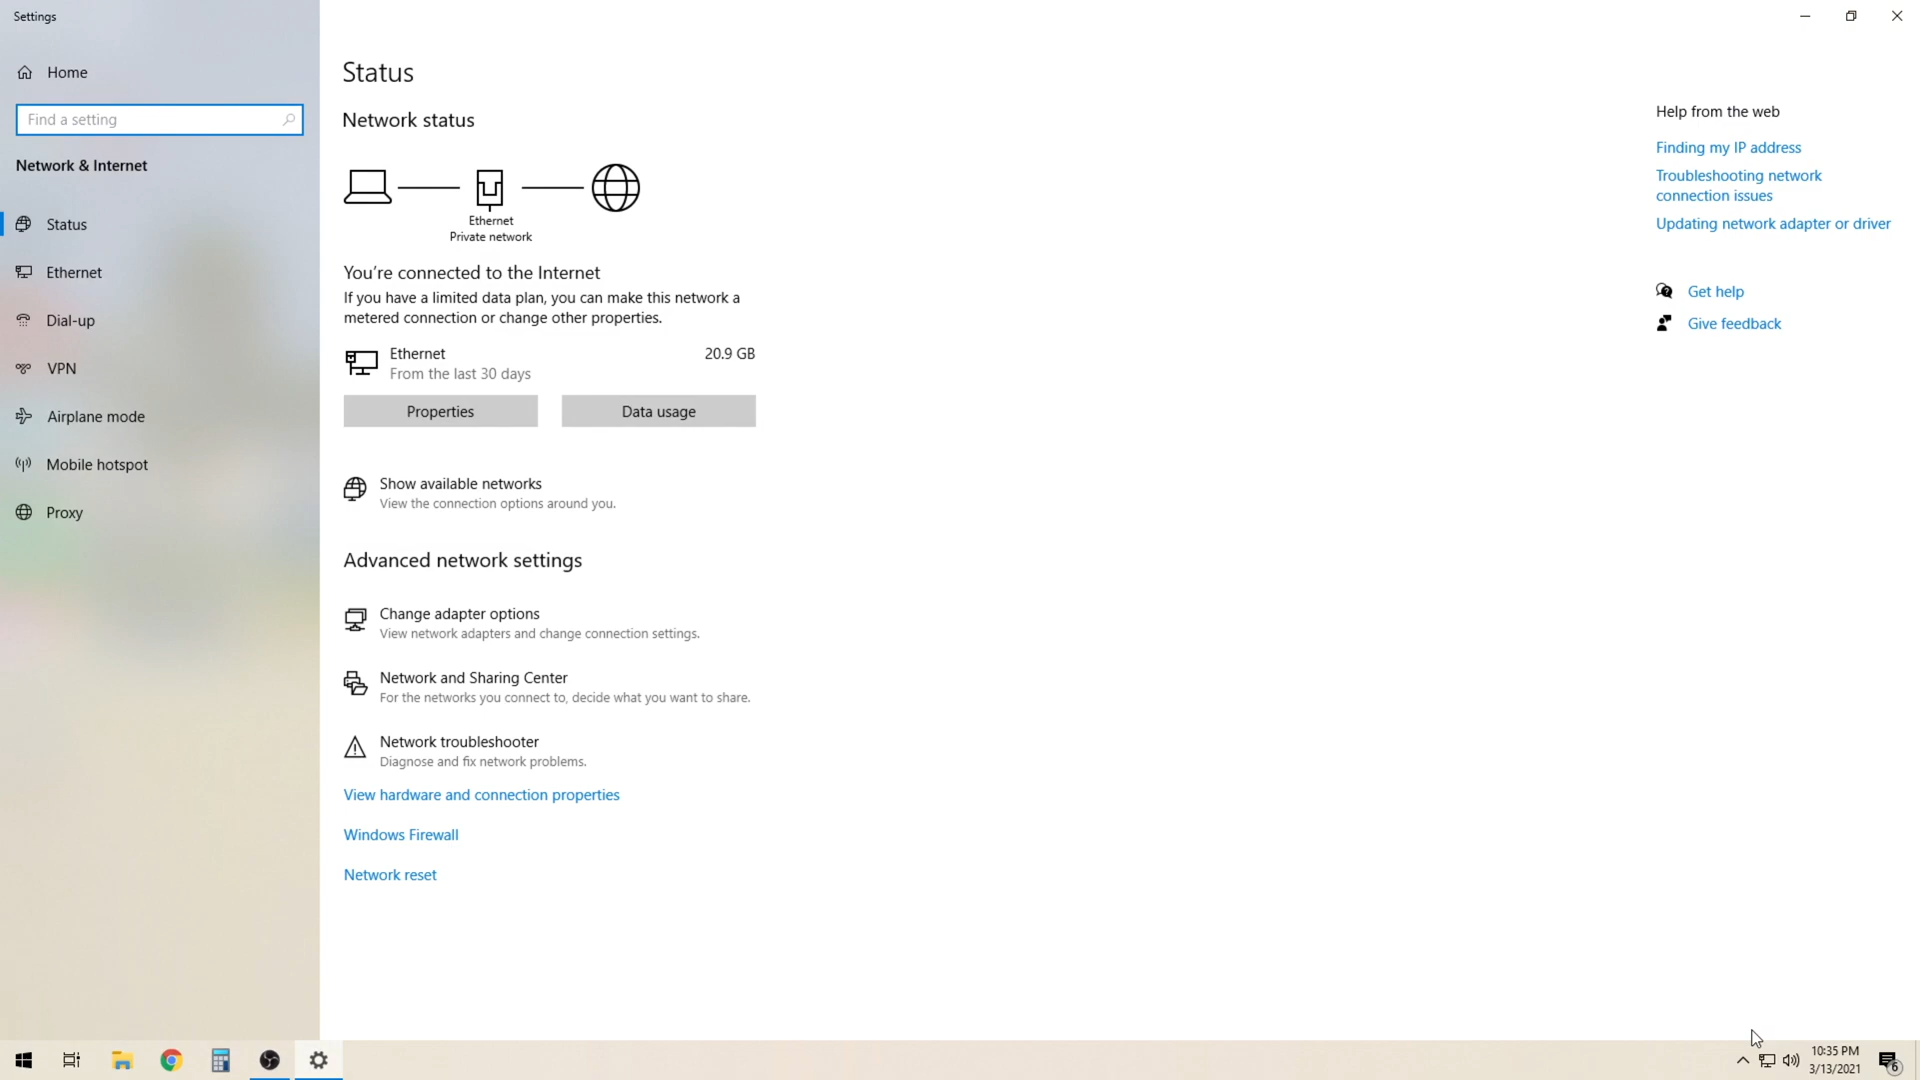 Settings
Home
Find a setting
Network & Internet
Status
Ethernet
Dial-up
VPN
Airplane mode
Mobile hotspot
Proxy
Status
Network status
Ethernet
Private network
You're connected to the Internet
If you have a limited data plan, you can make this network a
metered connection or change other properties.
Ethernet
20.9 GB
From the last 30 days
Properties
Data usage
Show available networks
View the connection options around you.
Advanced network settings
Change adapter options
View network adapters and change connection settings.
Network and Sharing Center
For the networks you connect to, decide what you want to share.
Network troubleshooter
Diagnose and fix network problems.
View hardware and connection properties
Windows Firewall
Network reset
Help from the web
Finding my IP address
Troubleshooting network
connection issues
Updating network adapter or driver
Get help
Give feedback
10:35 PM
3/13/2021
6